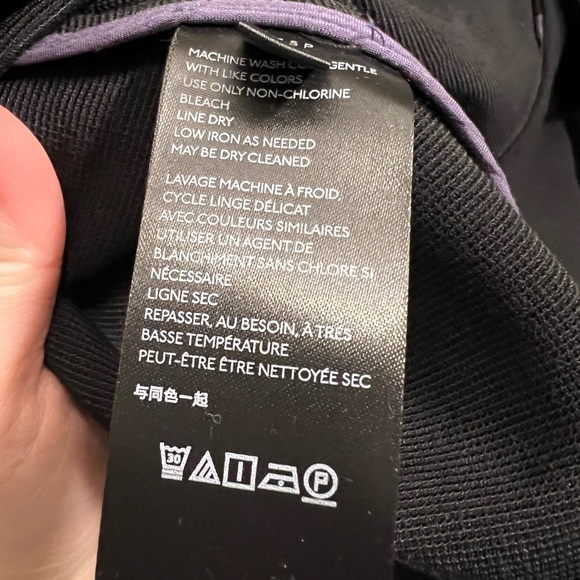 S P
MACHINE WASH COLD GENTLE
WITH LIKE COLORS
USE ONLY NON-CHLORINE
BLEACH
LINE DRY
LOW IRON AS NEEDED
MAY BE DRY CLEANED
LAVAGE MACHINE À FROID,
CYCLE LINGE DÉLICAT
AVEC COULEURS SIMILAIRES
UTILISER UN AGENT DE
BLANCHIMENT SANS CHLORE SI
NÉCESSAIRE
LIGNE SEC
REPASSER, AU BESOIN, À TRÈS
BASSE TEMPÉRATURE
PEUT-ÊTRE ÊTRE NETTOYÉE SEC
与同色一起
30 P